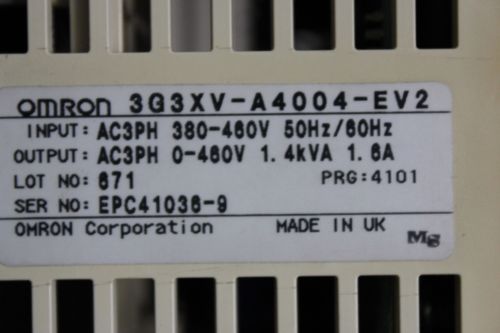 OMRON 3G3XV-A4004-EV2
INPUT: AC3PH 380-460V 50Hz/60Hz
OUTPUT: AC3PH 0-460V 1.4kVA 1.6A
LOT NO: 671 PRG:4101
SER NO: EPC41036-9
OMRON Corporation MADE IN UK
MS